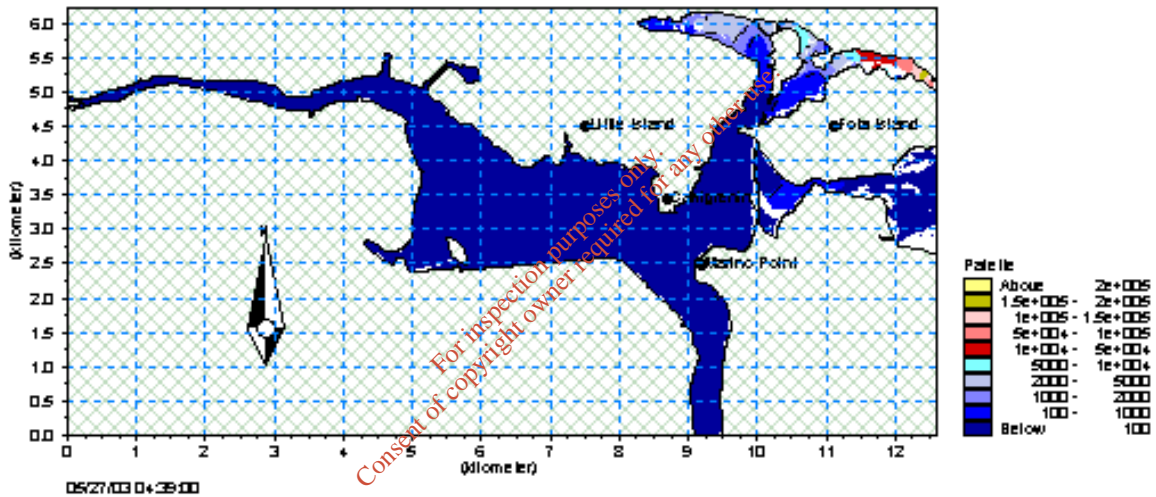 6.0
5.5
5.0
4.5
4.0
3.5
3.0
2.5
2.0
1.5
1.0
0.5
0.0
(kilometer)
0 1 2 3 4 5 6 7 8 9 10 11 12
(kilometer)
Little Island
Fota Island
Marino Point
For inspection purposes only.
Consent of copyright owner required for any other use.
Palette
Above 2e+005
1.5e+005 - 2e+005
1e+005 - 1.5e+005
5e+004 - 1e+005
1e+004 - 5e+004
5000 - 1e+004
2000 - 5000
1000 - 2000
100 - 1000
Below 100
05/27/03 04:39:00